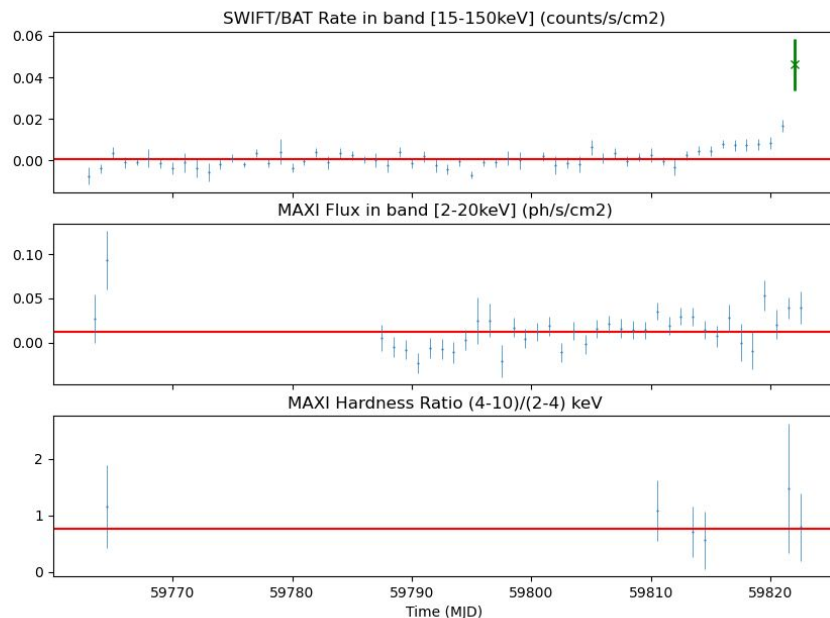 SWIFT/BAT Rate in band [15-150keV] (counts/s/cm2)
0.06
0.04
0.02
0.00
MAXI Flux in band [2-20keV] (ph/s/cm2)
0.10
0.05
0.00
MAXI Hardness Ratio (4-10)/(2-4) keV
2
1
0
59770 59780 59790 59800 59810 59820
Time (MJD)